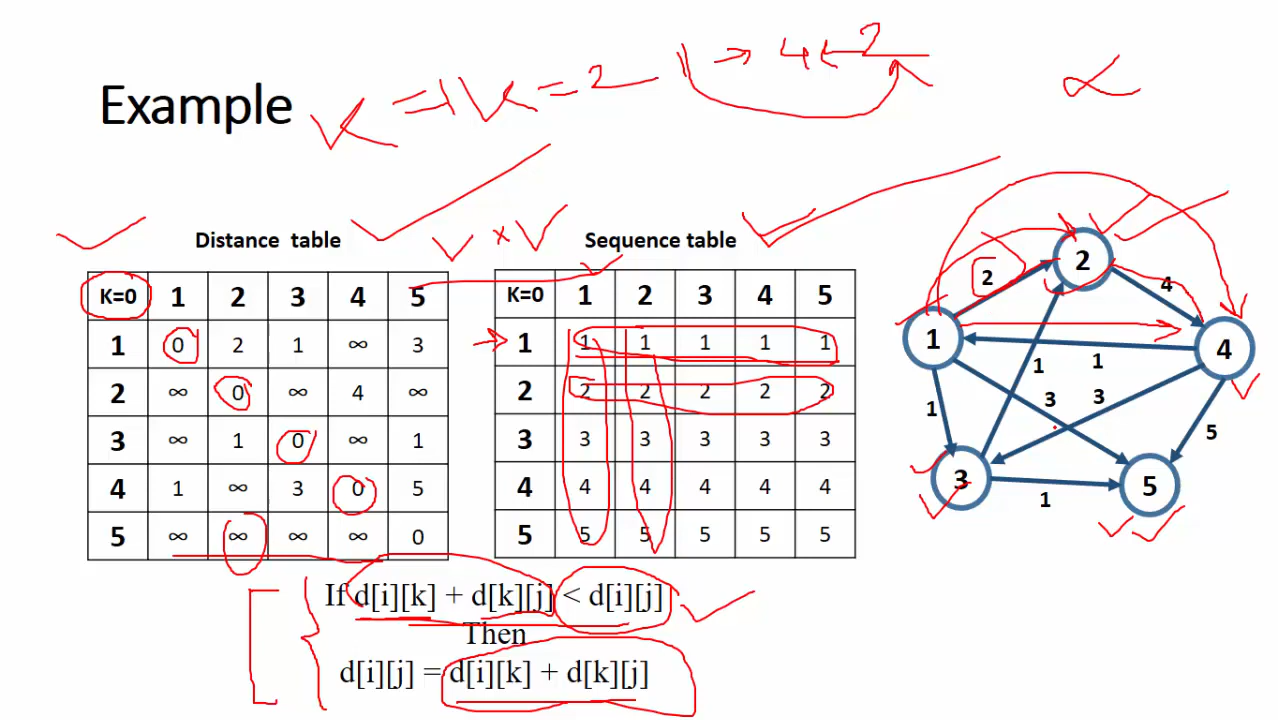 Example K=1 K=2 1 → 4 ← 2
Distance table V × V Sequence table
K=0 1 2 3 4 5
1 0 2 1 ∞ 3
2 ∞ 0 ∞ 4 ∞
3 ∞ 1 0 ∞ 1
4 1 ∞ 3 0 5
5 ∞ ∞ ∞ ∞ 0
K=0 1 2 3 4 5
1 1 1 1 1 1
2 2 2 2 2 2
3 3 3 3 3 3
4 4 4 4 4 4
5 5 5 5 5 5
2
2 4
1 4
1 1
1 3 3
5
3 5
1
If d[i][k] + d[k][j] < d[i][j]
Then
d[i][j] = d[i][k] + d[k][j]